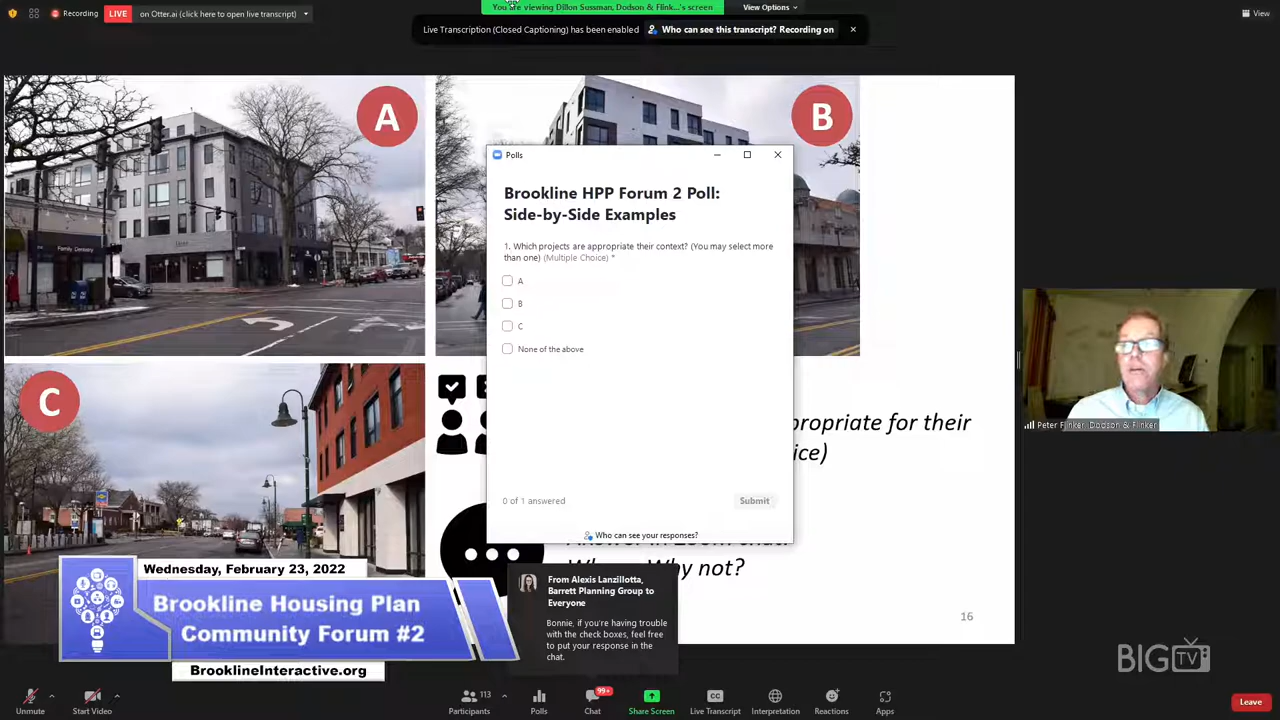 Recording
LIVE
on Otter.ai (click here to open live transcript)
You are viewing Dillon Sussman, Dodson & Flink...'s screen
View Options
View
Live Transcription (Closed Captioning) has been enabled
Who can see this transcript? Recording on
A
B
Family Dentistry
Polls
Brookline HPP Forum 2 Poll:
Side-by-Side Examples
1. Which projects are appropriate their context? (You may select more
than one) (Multiple Choice) *
A
B
C
None of the above
0 of 1 answered
Submit
Who can see your responses?
C
propriate for their
ice)
Why not?
16
Peter Flinker, Dodson & Flinker
Wednesday, February 23, 2022
Brookline Housing Plan
Community Forum #2
BrooklineInteractive.org
From Alexis Lanzillotta,
Barrett Planning Group to
Everyone
Bonnie, if you're having trouble
with the check boxes, feel free
to put your response in the
chat.
BIG TV
Unmute
Start Video
113
Participants
Polls
99+
Chat
Share Screen
CC
Live Transcript
Interpretation
Reactions
Apps
Leave